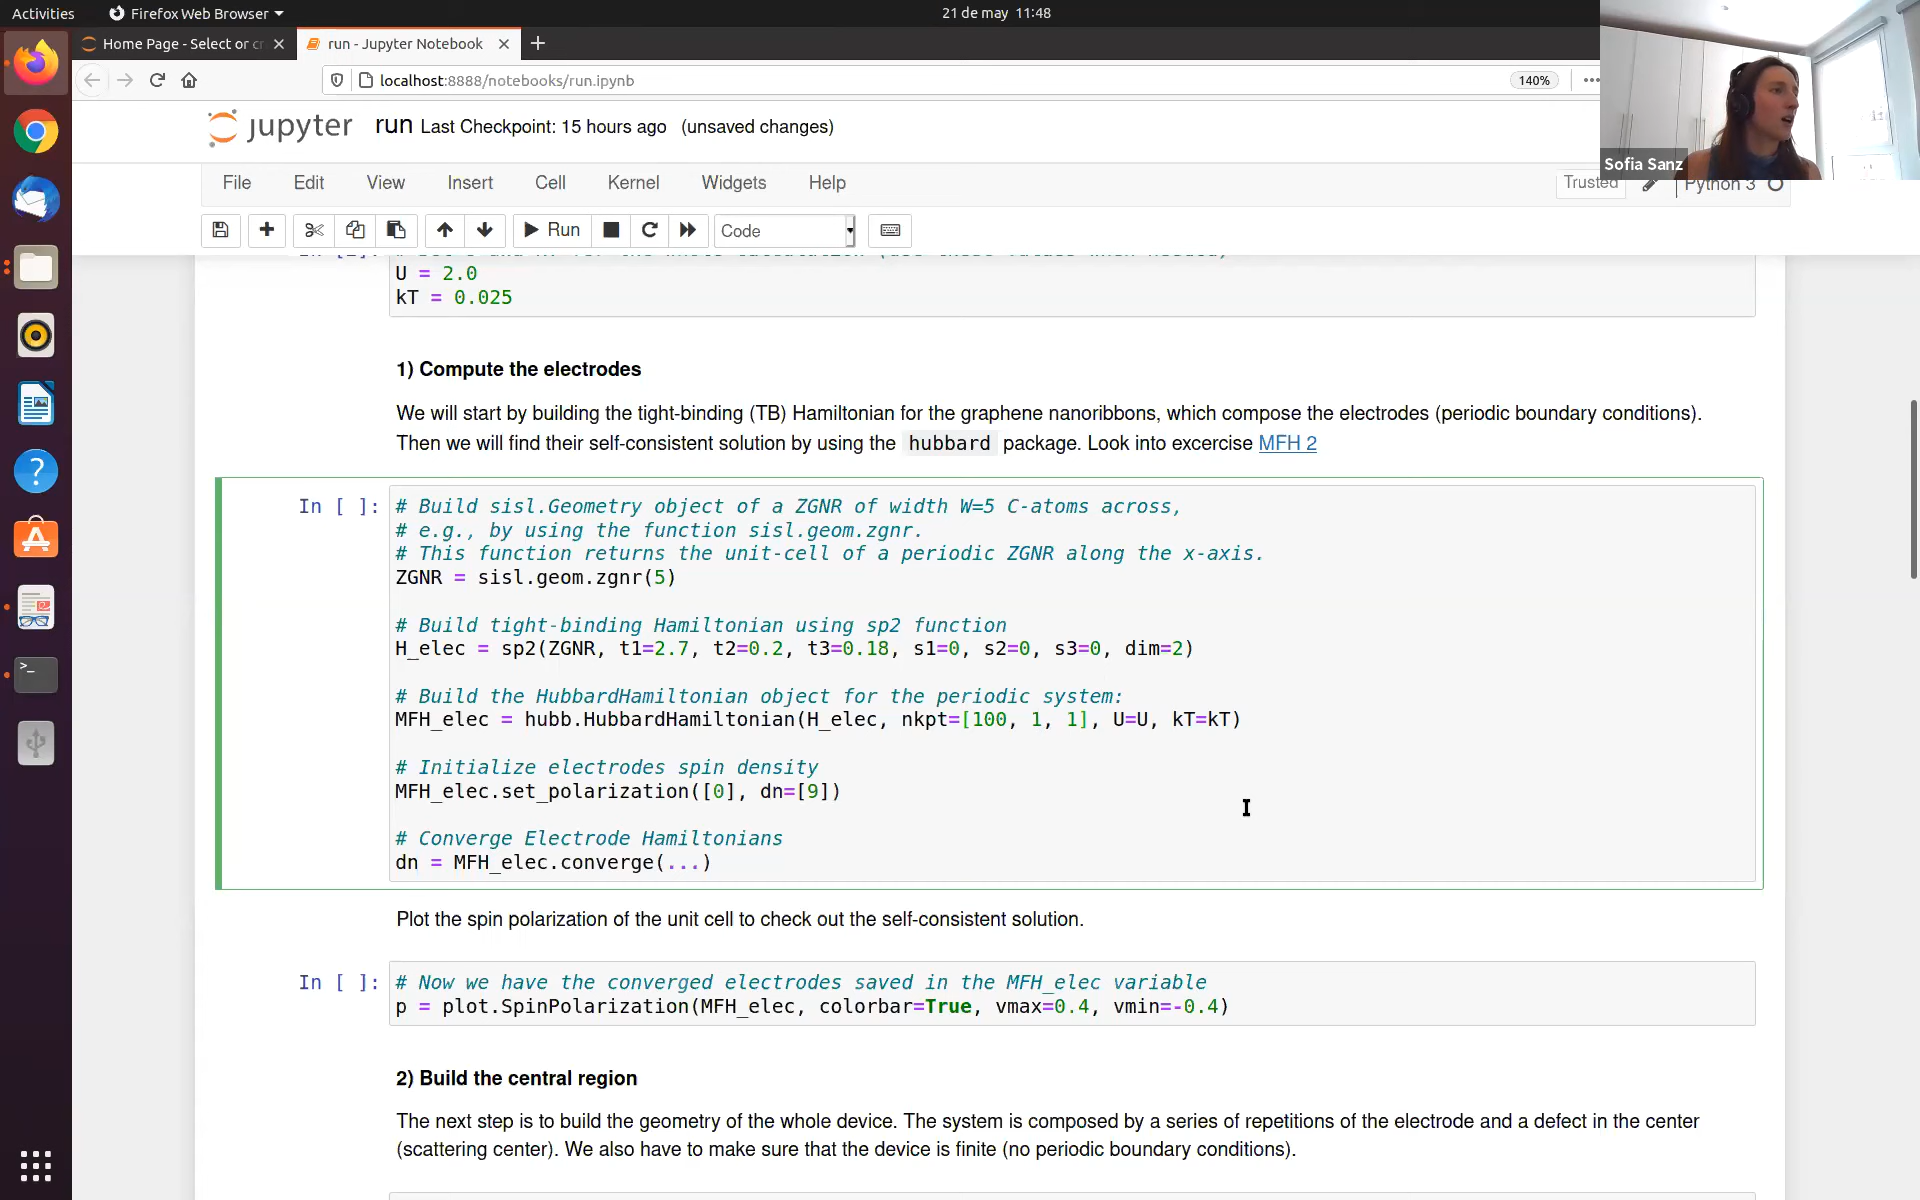 Activities
Firefox Web Browser
21 de may 11:48
Home Page - Select or cr
run - Jupyter Notebook
localhost:8888/notebooks/run.ipynb
140%
jupyter run Last Checkpoint: 15 hours ago (unsaved changes)
Sofia Sanz
File Edit View Insert Cell Kernel Widgets Help
Trusted
Python 3
Run
Code
U = 2.0
kT = 0.025
1) Compute the electrodes
We will start by building the tight-binding (TB) Hamiltonian for the graphene nanoribbons, which compose the electrodes (periodic boundary conditions).
Then we will find their self-consistent solution by using the hubbard package. Look into excercise MFH 2
In [ ]:
# Build sisl.Geometry object of a ZGNR of width W=5 C-atoms across,
# e.g., by using the function sisl.geom.zgnr.
# This function returns the unit-cell of a periodic ZGNR along the x-axis.
ZGNR = sisl.geom.zgnr(5)
# Build tight-binding Hamiltonian using sp2 function
H_elec = sp2(ZGNR, t1=2.7, t2=0.2, t3=0.18, s1=0, s2=0, s3=0, dim=2)
# Build the HubbardHamiltonian object for the periodic system:
MFH_elec = hubb.HubbardHamiltonian(H_elec, nkpt=[100, 1, 1], U=U, kT=kT)
# Initialize electrodes spin density
MFH_elec.set_polarization([0], dn=[9])
# Converge Electrode Hamiltonians
dn = MFH_elec.converge(...)
Plot the spin polarization of the unit cell to check out the self-consistent solution.
In [ ]:
# Now we have the converged electrodes saved in the MFH_elec variable
p = plot.SpinPolarization(MFH_elec, colorbar=True, vmax=0.4, vmin=-0.4)
2) Build the central region
The next step is to build the geometry of the whole device. The system is composed by a series of repetitions of the electrode and a defect in the center
(scattering center). We also have to make sure that the device is finite (no periodic boundary conditions).